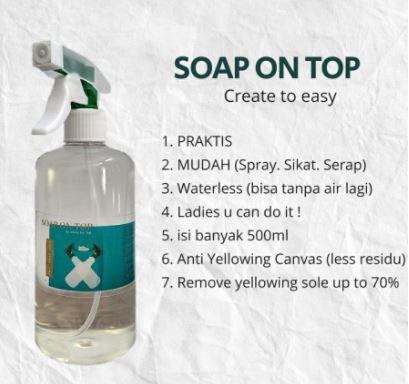 SOAP ON TOP
Create to easy
1. PRAKTIS
2. MUDAH (Spray. Sikat. Serap)
3. Waterless (bisa tanpa air lagi)
4. Ladies u can do it !
5. isi banyak 500ml
6. Anti Yellowing Canvas (less residu)
7. Remove yellowing sole up to 70%
SOAP ON TOP